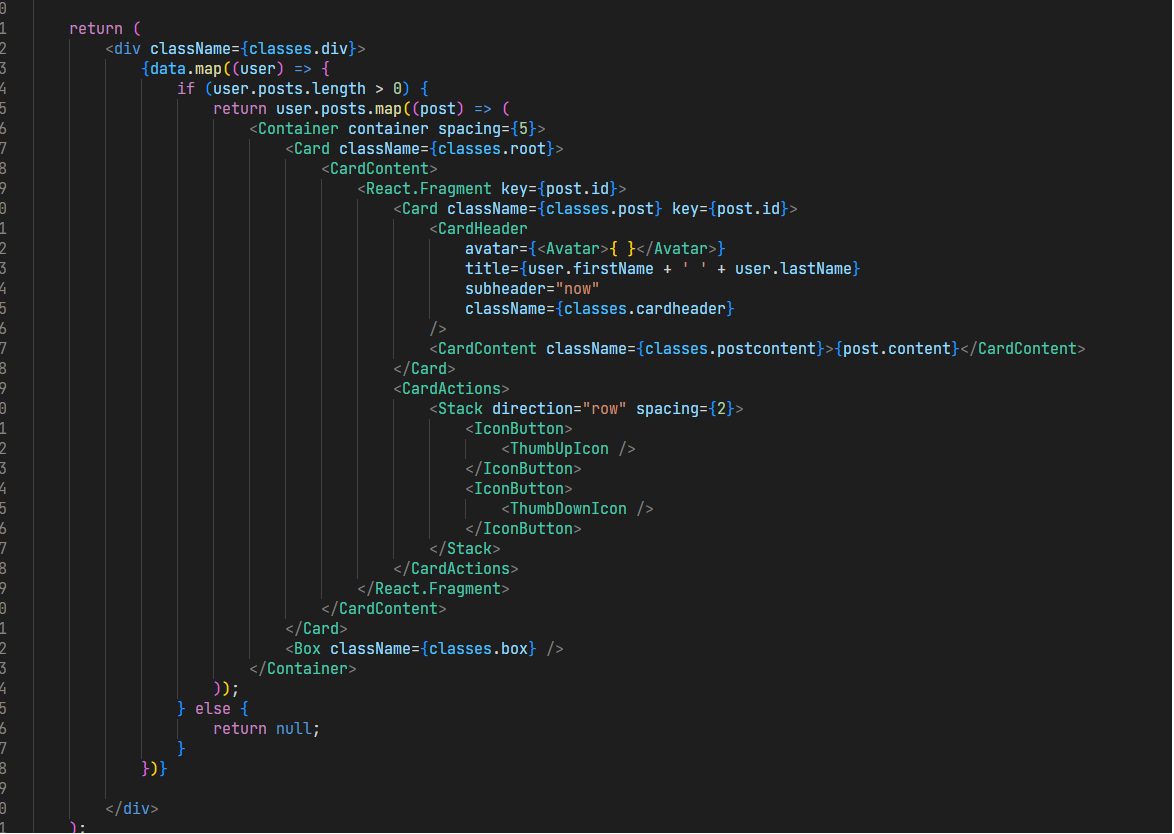 0
1 return (
2 <div className={classes.div}>
3 {data.map((user) => {
4 if (user.posts.length > 0) {
5 return user.posts.map((post) => (
6 <Container container spacing={5}>
7 <Card className={classes.root}>
8 <CardContent>
9 <React.Fragment key={post.id}>
0 <Card className={classes.post} key={post.id}>
1 <CardHeader
2 avatar={<Avatar>{ }</Avatar>}
3 title={user.firstName + ' ' + user.lastName}
4 subheader="now"
5 className={classes.cardheader}
6 />
7 <CardContent className={classes.postcontent}>{post.content}</CardContent>
8 </Card>
9 <CardActions>
0 <Stack direction="row" spacing={2}>
1 <IconButton>
2 <ThumbUpIcon />
3 </IconButton>
4 <IconButton>
5 <ThumbDownIcon />
6 </IconButton>
7 </Stack>
8 </CardActions>
9 </React.Fragment>
0 </CardContent>
1 </Card>
2 <Box className={classes.box} />
3 </Container>
4 ));
5 } else {
6 return null;
7 }
8 })}
9
0 </div>
1 );